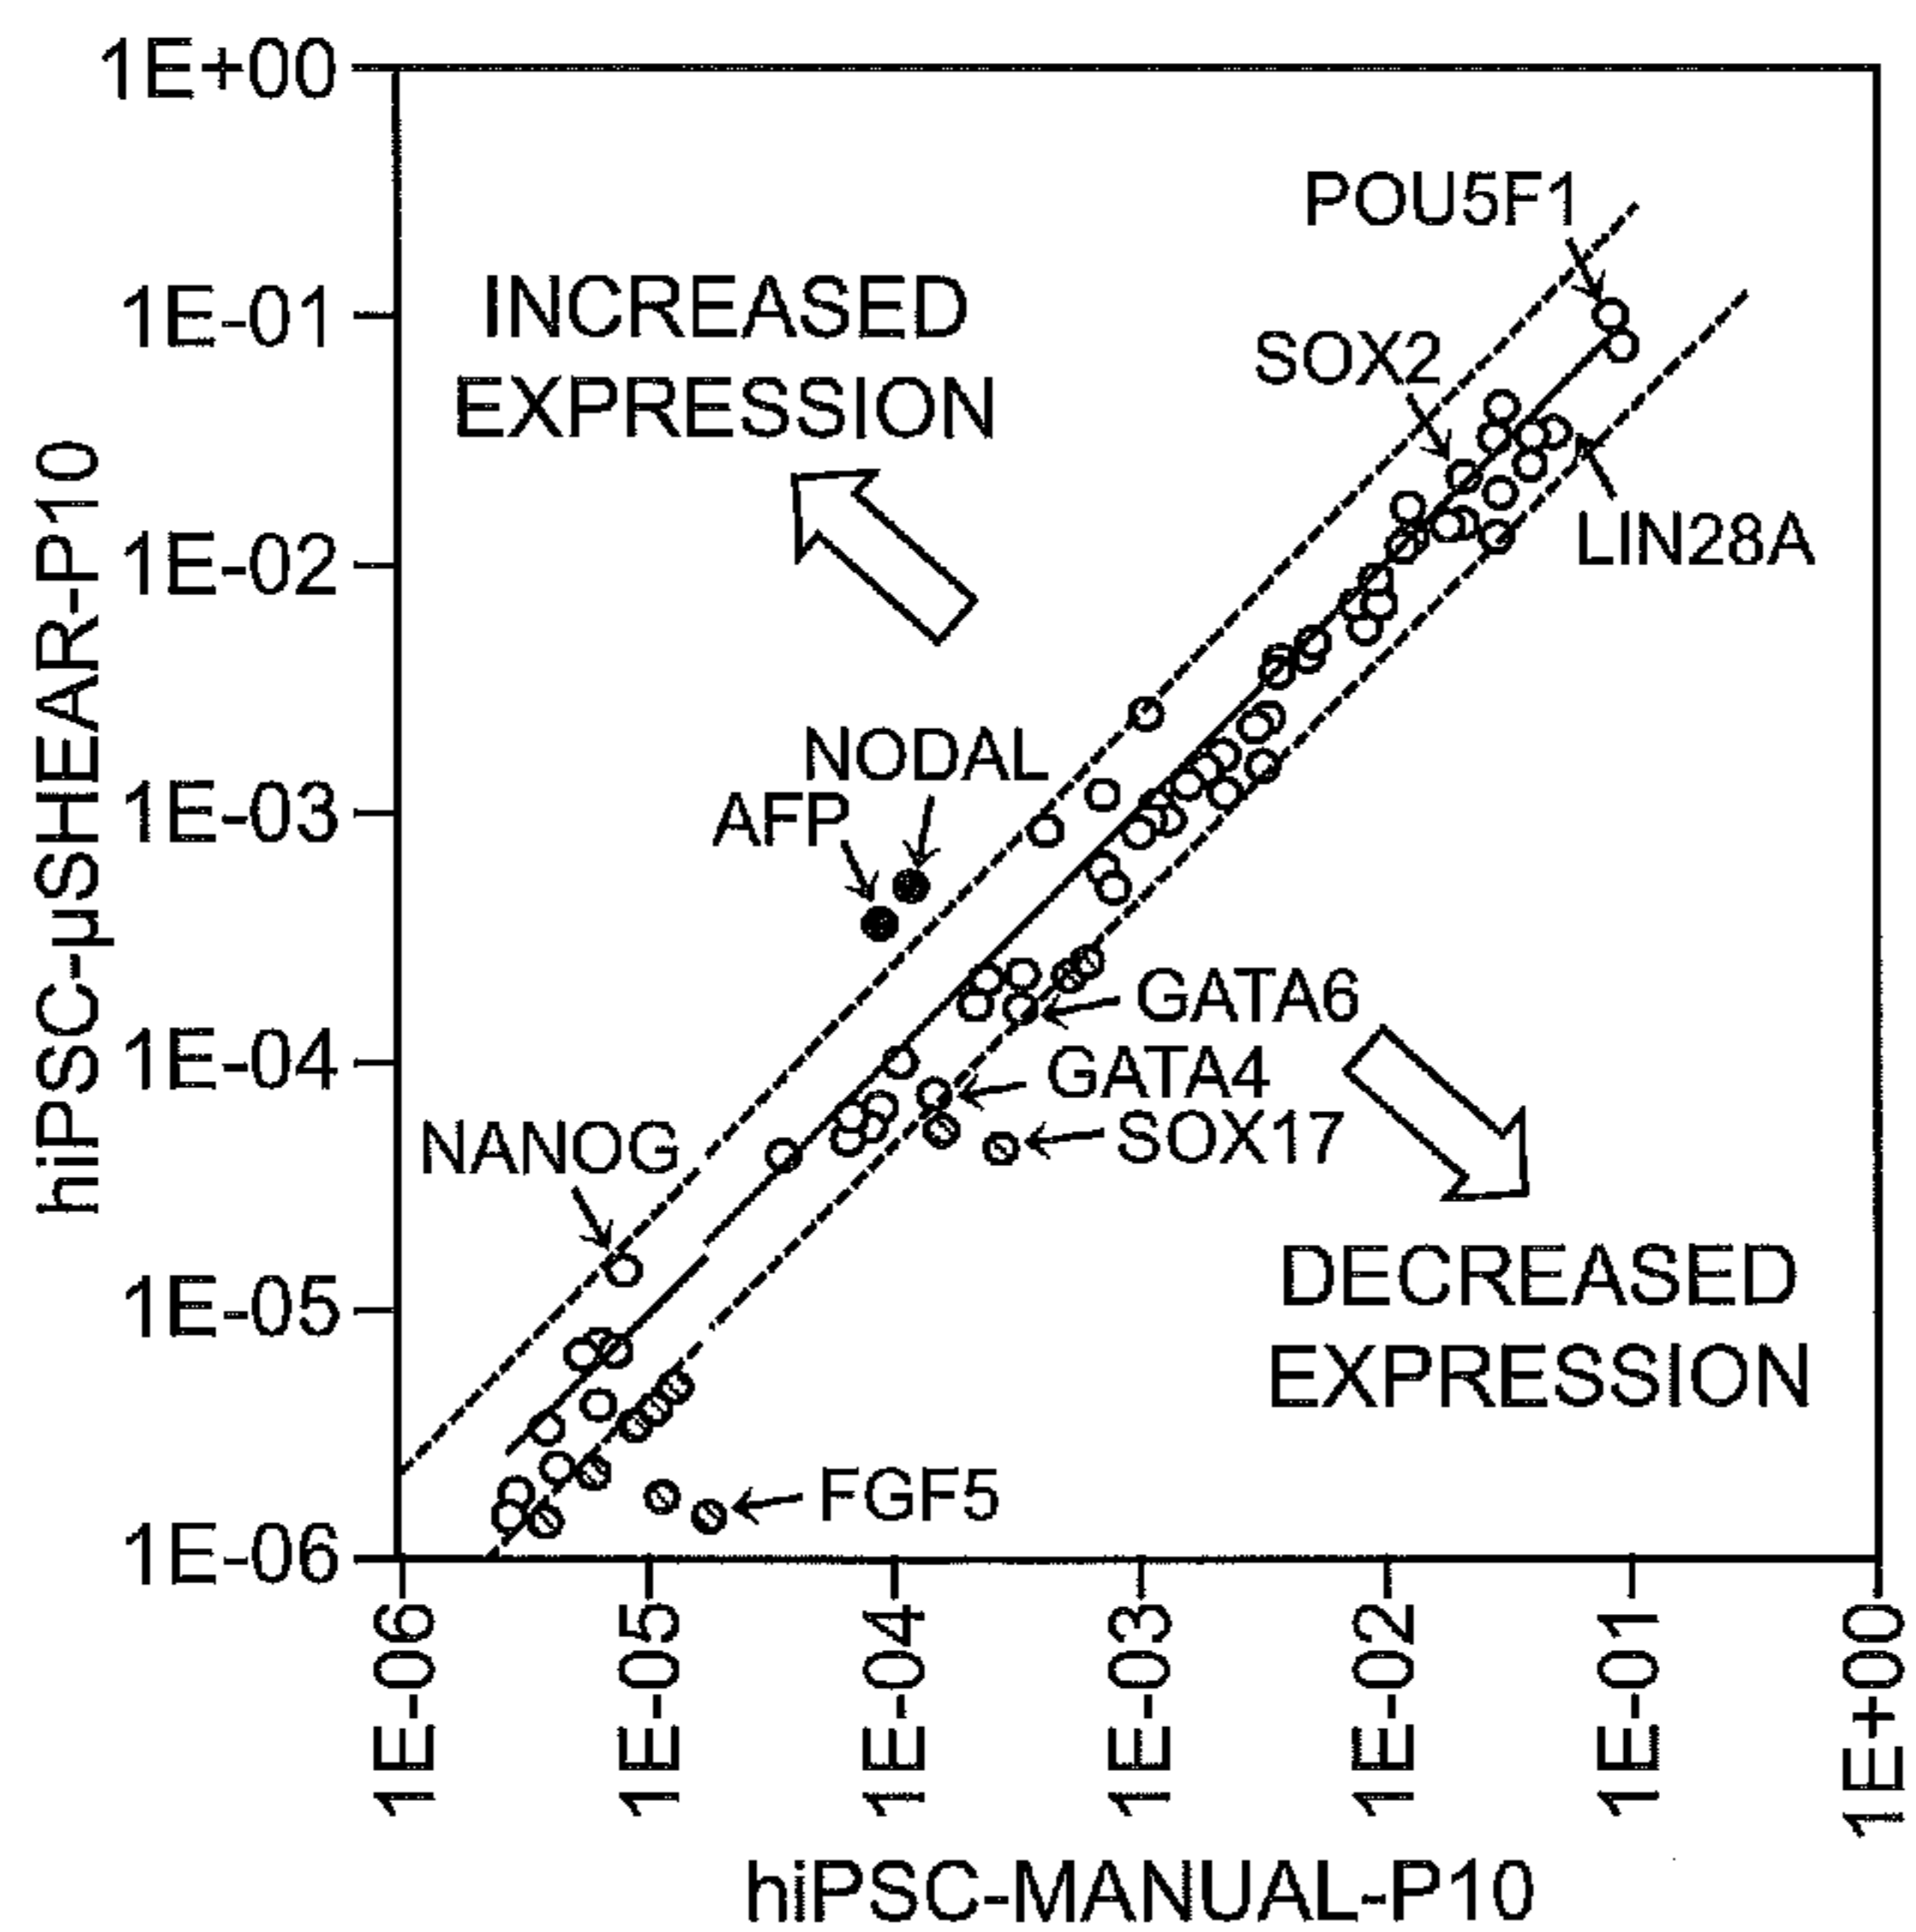 1E+00
1E-01
1E-02
1E-03
1E-04
1E-05
1E-06
hiPSC-µSHEAR-P10
POU5F1
INCREASED
EXPRESSION
SOX2
LIN28A
NODAL
AFP
GATA6
GATA4
SOX17
NANOG
DECREASED
EXPRESSION
FGF5
1E-06
1E-05
1E-04
1E-03
1E-02
1E-01
1E+00
hiPSC-MANUAL-P10